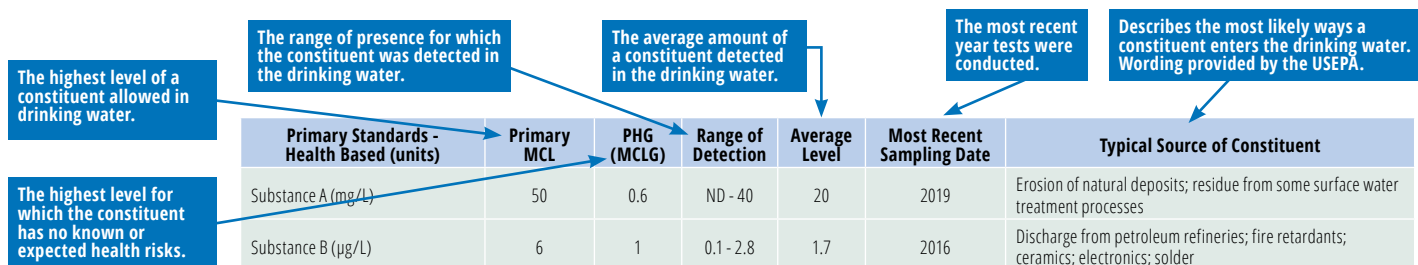 The range of presence for which
the constituent was detected in
the drinking water.
The average amount of
a constituent detected
in the drinking water.
The most recent
year tests were
conducted.
Describes the most likely ways a
constituent enters the drinking water.
Wording provided by the USEPA.
The highest level of a
constituent allowed in
drinking water.
The highest level for
which the constituent
has no known or
expected health risks.
Primary Standards -
Health Based (units)
Primary
MCL
PHG
(MCLG)
Range of
Detection
Average
Level
Most Recent
Sampling Date
Typical Source of Constituent
Substance A (mg/L)
50
0.6
ND - 40
20
2019
Erosion of natural deposits; residue from some surface water
treatment processes
Substance B (µg/L)
6
1
0.1 - 2.8
1.7
2016
Discharge from petroleum refineries; fire retardants;
ceramics; electronics; solder